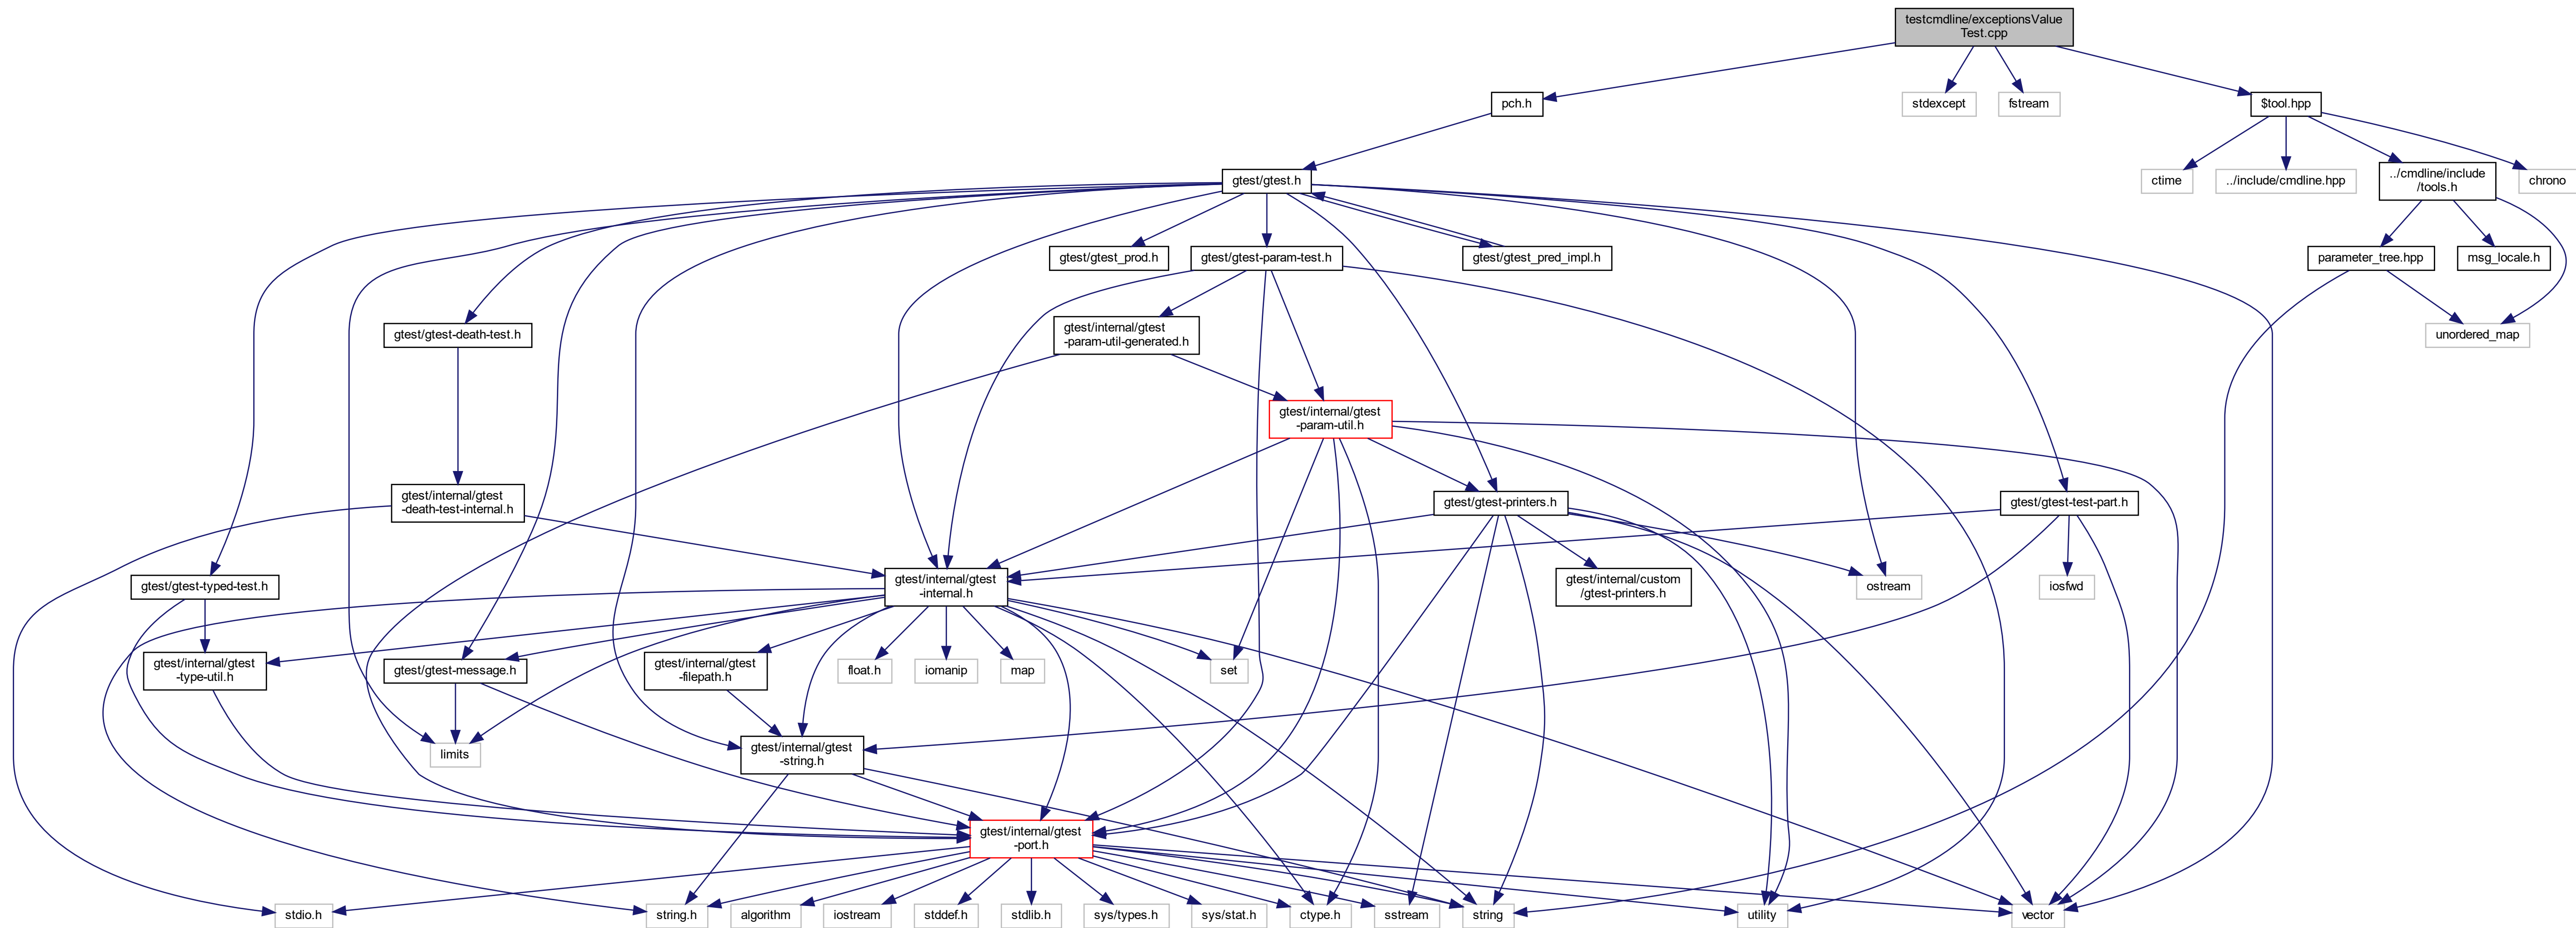 testcmdline/exceptionsValue
Test.cpp
pch.h
stdexcept
fstream
$tool.hpp
gtest/gtest.h
ctime
../include/cmdline.hpp
../cmdline/include
/tools.h
chrono
gtest/gtest_prod.h
gtest/gtest-param-test.h
gtest/gtest_pred_impl.h
parameter_tree.hpp
msg_locale.h
gtest/gtest-death-test.h
gtest/internal/gtest
-param-util-generated.h
unordered_map
gtest/internal/gtest
-param-util.h
gtest/internal/gtest
-death-test-internal.h
gtest/gtest-printers.h
gtest/gtest-test-part.h
gtest/gtest-typed-test.h
gtest/internal/gtest
-internal.h
gtest/internal/custom
/gtest-printers.h
ostream
iosfwd
gtest/internal/gtest
-type-util.h
gtest/gtest-message.h
gtest/internal/gtest
-filepath.h
float.h
iomanip
map
set
limits
gtest/internal/gtest
-string.h
gtest/internal/gtest
-port.h
stdio.h
string.h
algorithm
iostream
stddef.h
stdlib.h
sys/types.h
sys/stat.h
ctype.h
sstream
string
utility
vector